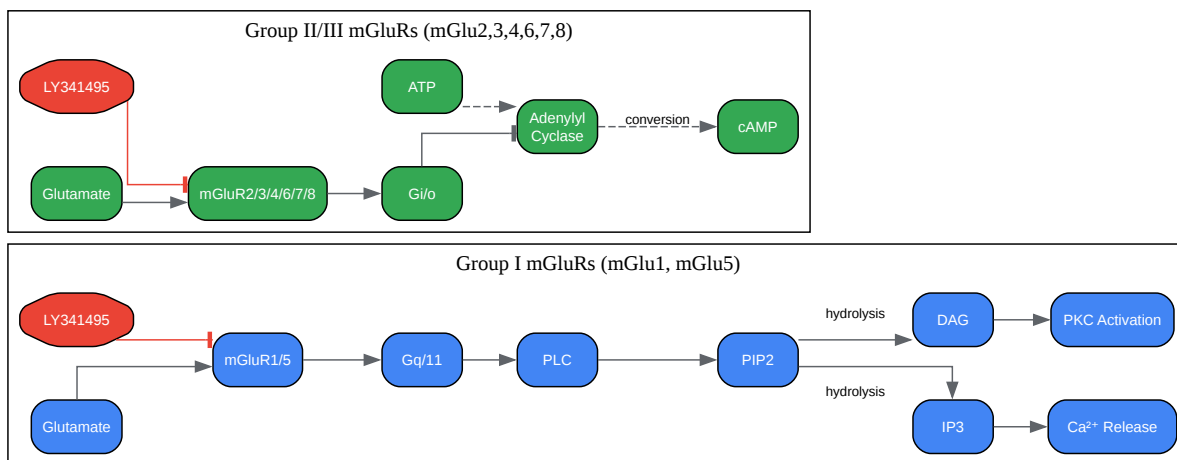 Group II/III mGluRs (mGlu2,3,4,6,7,8)
LY341495
ATP
Adenylyl
Cyclase
conversion
cAMP
Glutamate
mGluR2/3/4/6/7/8
Gi/o
Group I mGluRs (mGlu1, mGlu5)
LY341495
mGluR1/5
Gq/11
PLC
PIP2
hydrolysis
DAG
PKC Activation
Glutamate
hydrolysis
IP3
Ca²⁺ Release